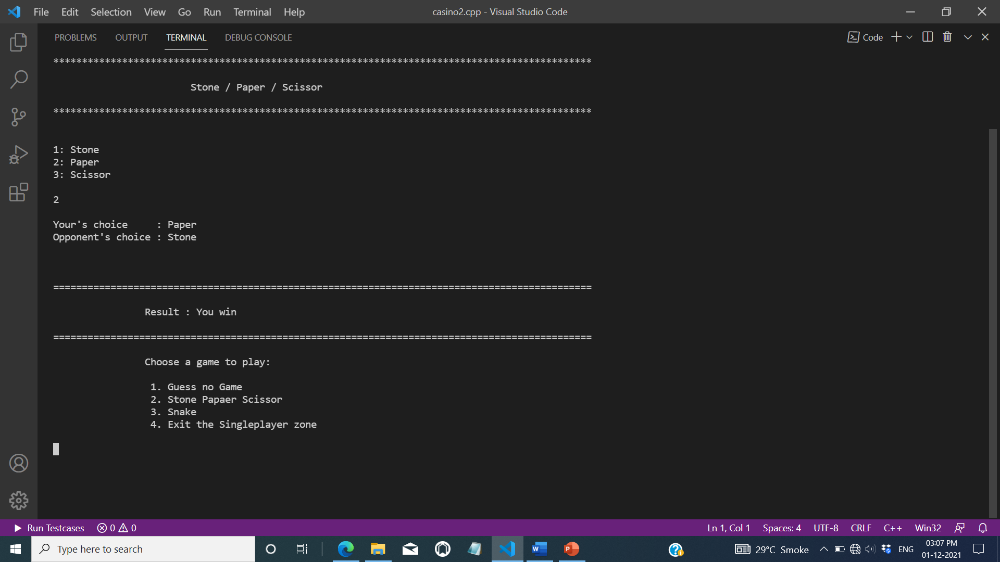 File Edit Selection View Go Run Terminal Help casino2.cpp - Visual Studio Code
PROBLEMS OUTPUT TERMINAL DEBUG CONSOLE Code
**********************************************************************************************
Stone / Paper / Scissor
**********************************************************************************************
1: Stone
2: Paper
3: Scissor
2
Your's choice     : Paper
Opponent's choice : Stone
==============================================================================================
Result : You win
==============================================================================================
Choose a game to play:
1. Guess no Game
2. Stone Papaer Scissor
3. Snake
4. Exit the Singleplayer zone
Run Testcases 0 0 Ln 1, Col 1 Spaces: 4 UTF-8 CRLF C++ Win32
Type here to search 29°C Smoke ENG 03:07 PM
01-12-2021